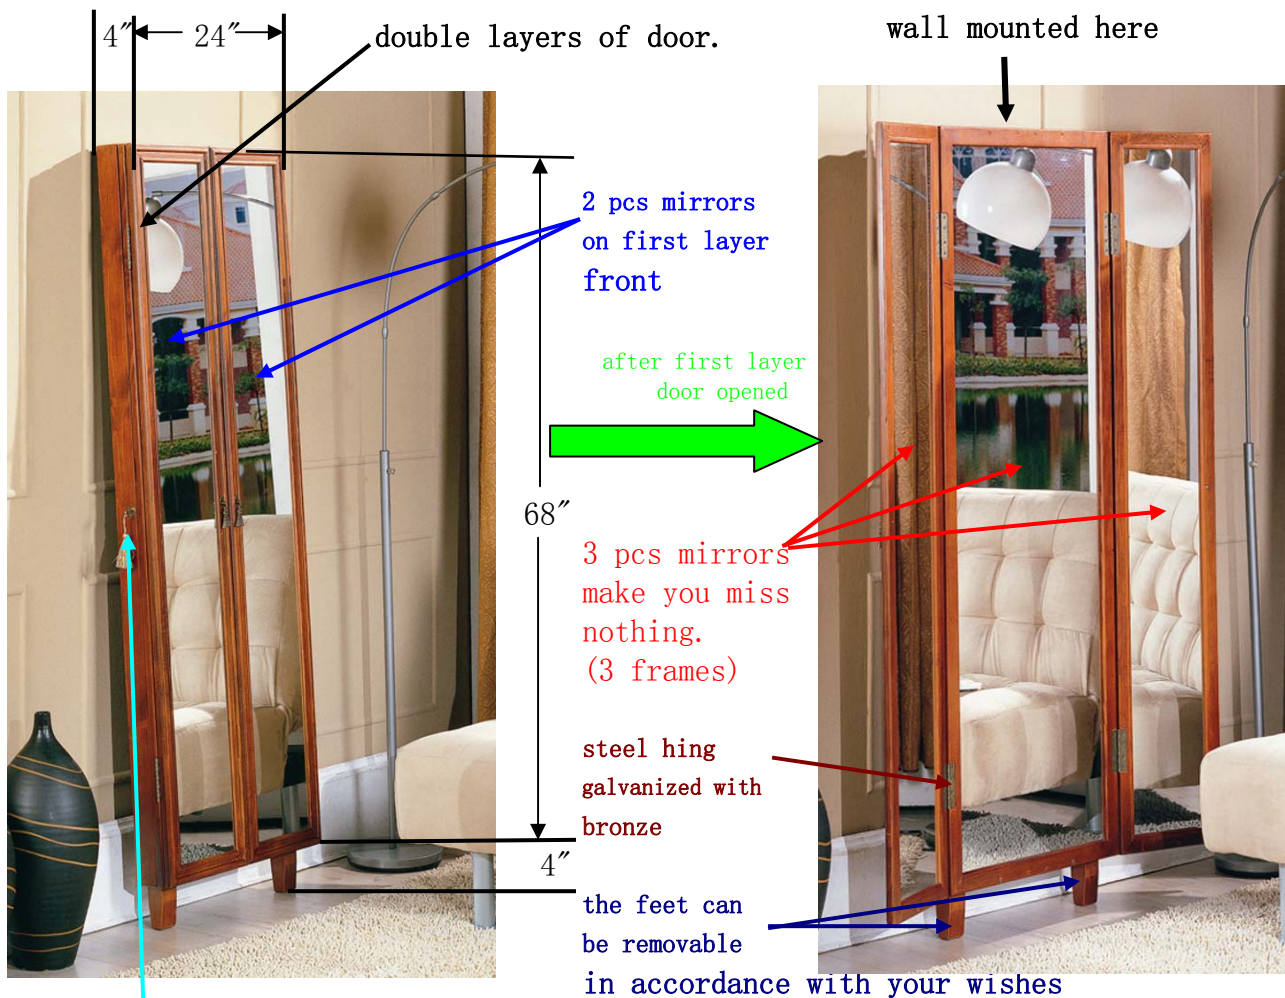 4″
24″
double layers of door.
wall mounted here
2 pcs mirrors
on first layer
front
after first layer
door opened
68″
3 pcs mirrors
make you miss
nothing.
(3 frames)
steel hing
galvanized with
bronze
4″
the feet can
be removable
in accordance with your wishes